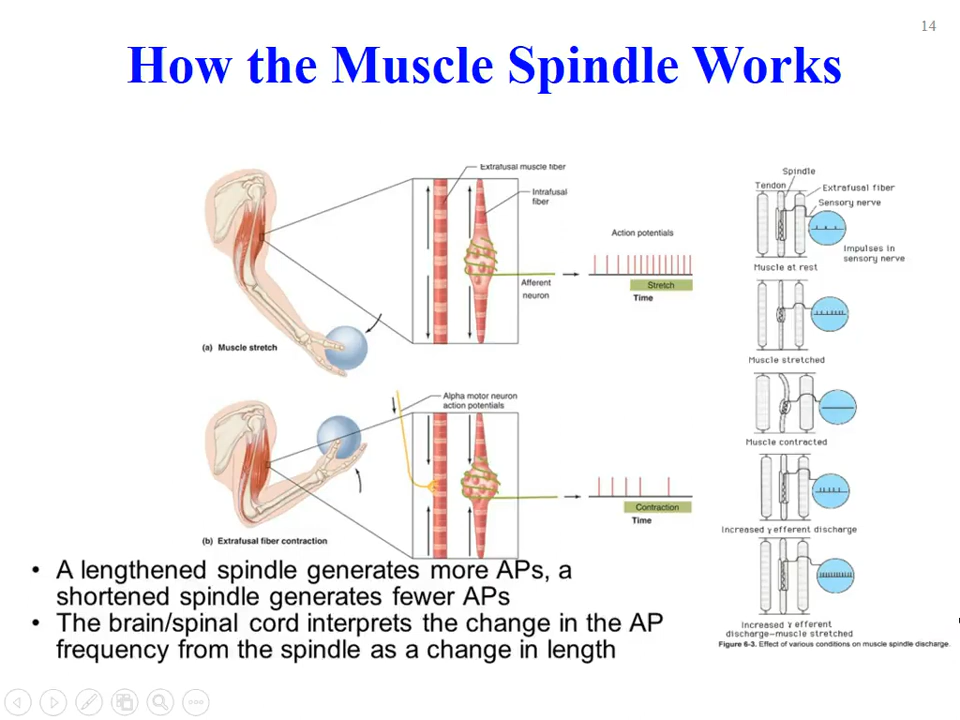 14
How the Muscle Spindle Works
Extrafusal muscle fiber
Intrafusal
fiber
Action potentials
Afferent
neuron
Stretch
Time
(a) Muscle stretch
Alpha motor neuron
action potentials
Contraction
Time
(b) Extrafusal fiber contraction
Spindle
Tendon
Extrafusal fiber
Sensory nerve
Impulses in
sensory nerve
Muscle at rest
Muscle stretched
Muscle contracted
Increased γ efferent discharge
Increased γ efferent
discharge–muscle stretched
Figure 6-3. Effect of various conditions on muscle spindle discharge.
• A lengthened spindle generates more APs, a
shortened spindle generates fewer APs
• The brain/spinal cord interprets the change in the AP
frequency from the spindle as a change in length